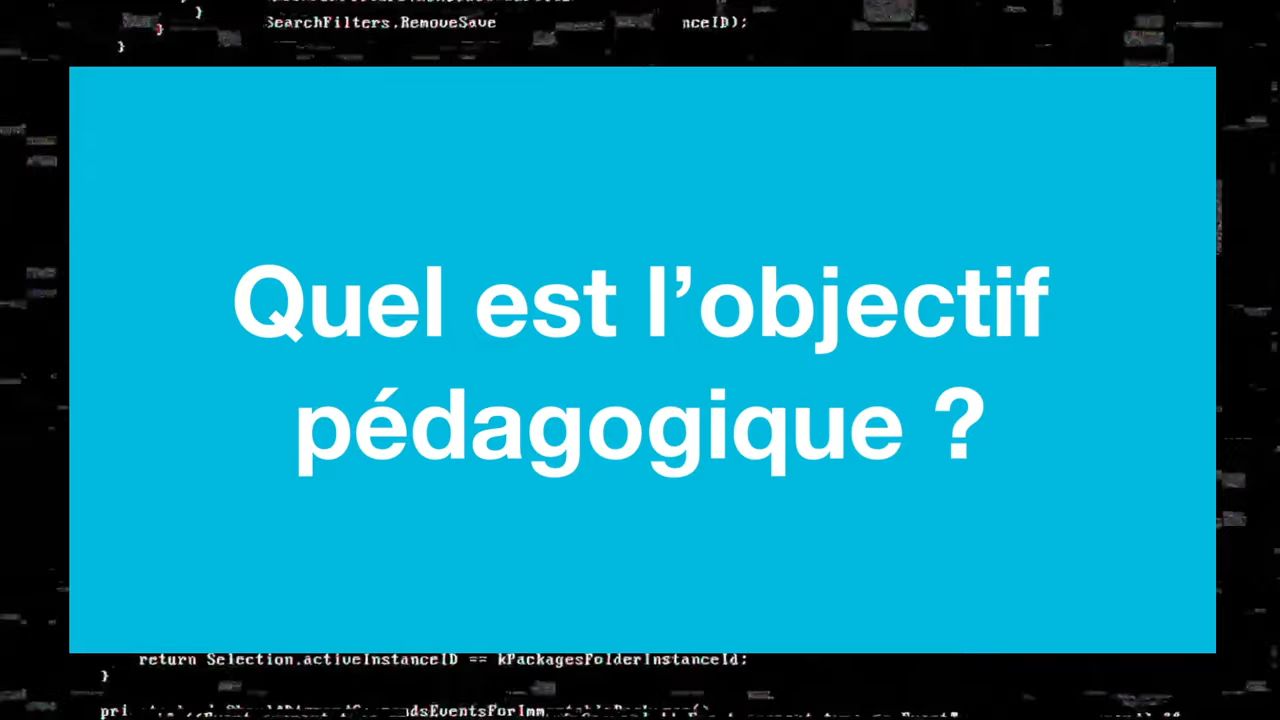 }
SearchFilters.RemoveSave nceID);
}
}
Quel est l’objectif
pédagogique ?
return Selection.activeInstanceID == kPackagesFolderInstanceId;
}